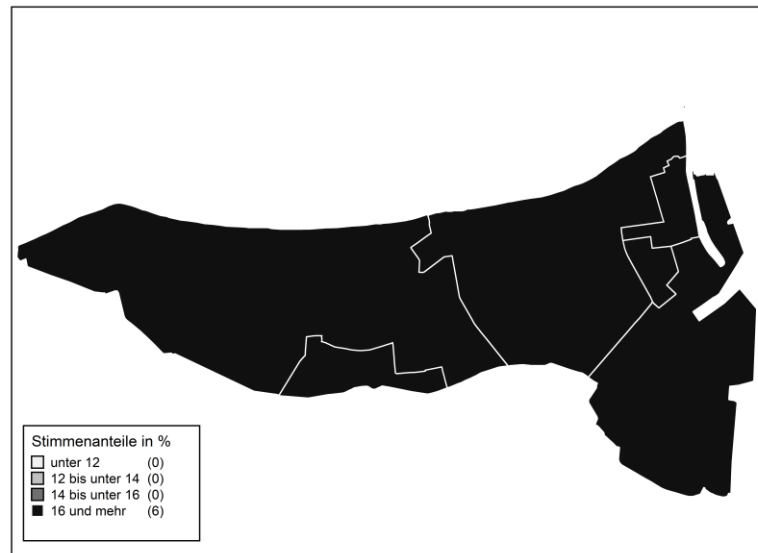 Stimmenanteile in %
unter 12 (0)
12 bis unter 14 (0)
14 bis unter 16 (0)
16 und mehr (6)